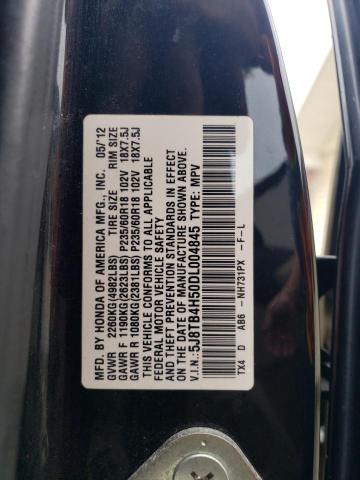 MFD. BY HONDA OF AMERICA MFG., INC. 05/'12
GVWR 2260KG(4982LBS) TIRE SIZE RIM SIZE
GAWR F 1190KG(2623LBS) P235/60R18 102V 18X7.5J
GAWR R 1080KG(2381LBS) P235/60R18 102V 18X7.5J
THIS VEHICLE CONFORMS TO ALL APPLICABLE
FEDERAL MOTOR VEHICLE SAFETY
AND THEFT PREVENTION STANDARDS IN EFFECT
ON THE DATE OF MANUFACTURE SHOWN ABOVE.
V.I.N.: 5J8TB4H50DL004845 TYPE: MPV
TX4 D AB6 - NH731PX - F-L